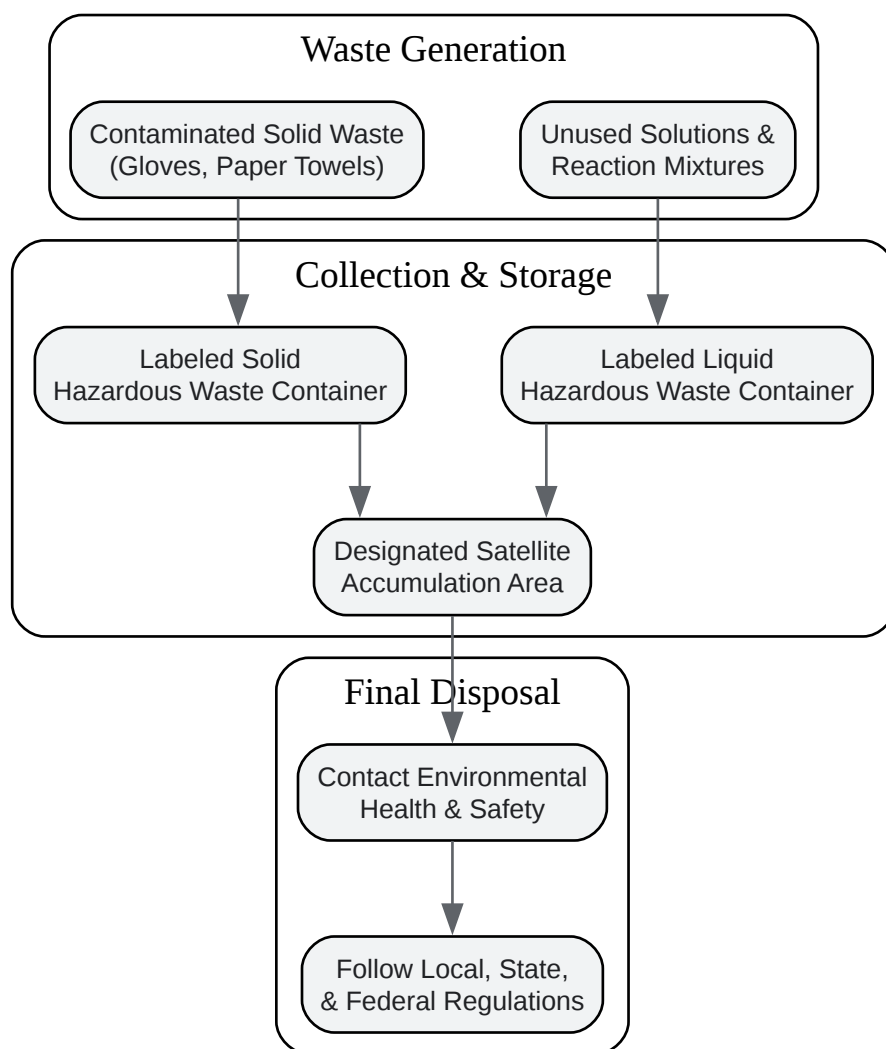 Waste Generation
Contaminated Solid Waste
(Gloves, Paper Towels)
Unused Solutions &
Reaction Mixtures
Collection & Storage
Labeled Solid
Hazardous Waste Container
Labeled Liquid
Hazardous Waste Container
Designated Satellite
Accumulation Area
Final Disposal
Contact Environmental
Health & Safety
Follow Local, State,
& Federal Regulations